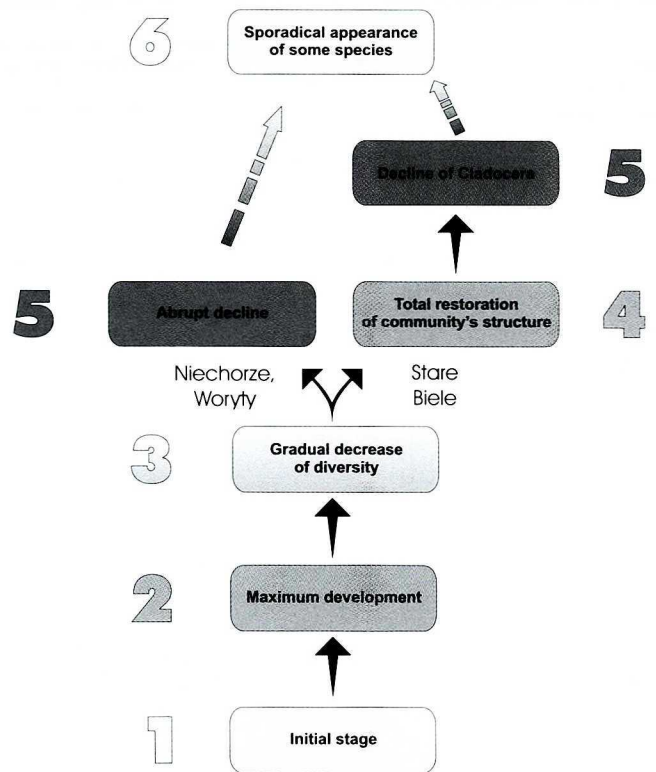 6
Sporadical appearance
of some species
Decline of Cladocera
5
5
Abrupt decline
Total restoration
of community's structure
4
Niechorze,
Woryty
Stare
Biele
3
Gradual decrease
of diversity
2
Maximum development
1
Initial stage